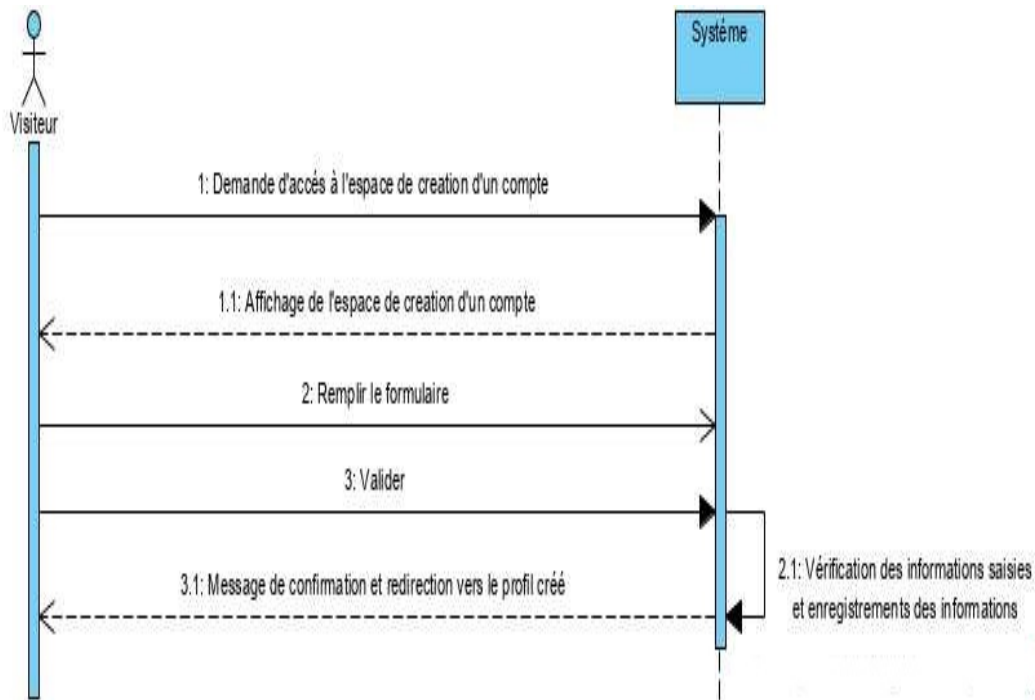 Systéme
Visiteur
1: Demande d'accés à l'espace de creation d'un compte
1.1: Affichage de l'espace de creation d'un compte
2: Remplir le formulaire
3: Valider
2.1: Vérification des informations saisies
et enregistrements des informations
3.1: Message de confirmation et redirection vers le profil créé